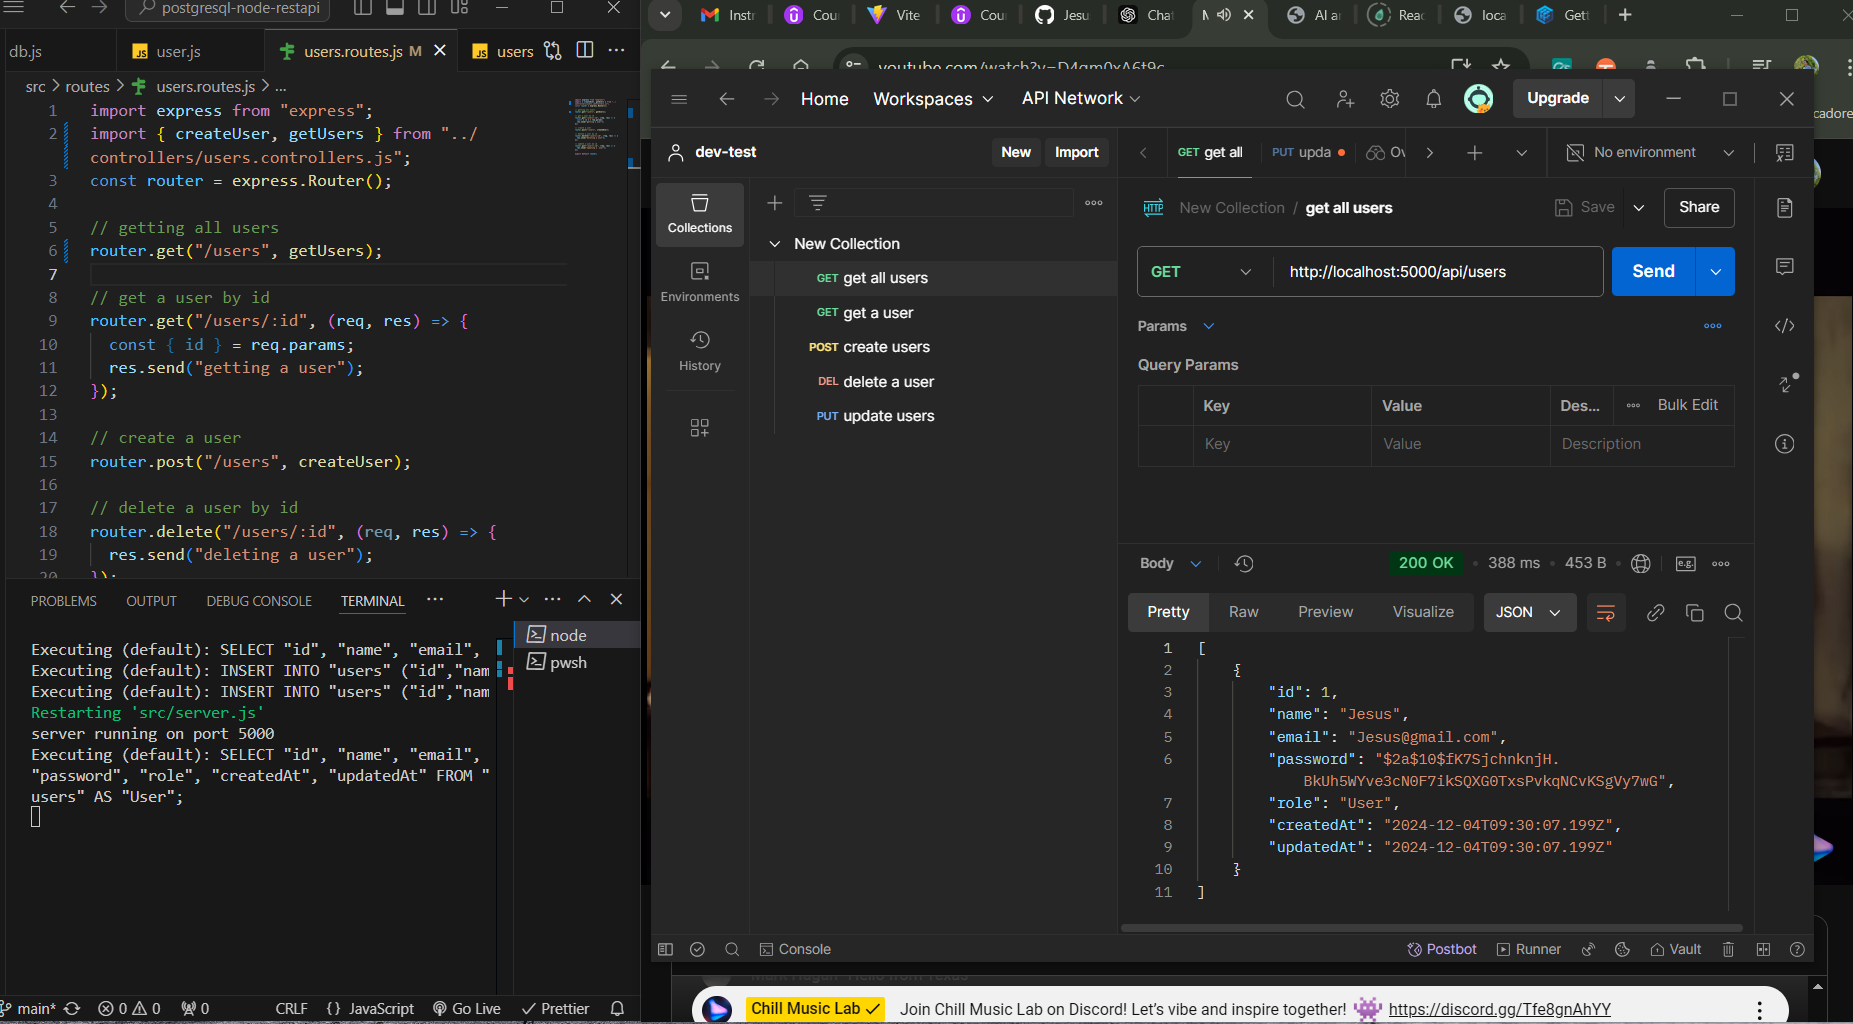 postgresql-node-restapi
db.js
user.js
users.routes.js M
users
src > routes > users.routes.js > ...
1 import express from "express";
2 import { createUser, getUsers } from "../
controllers/users.controllers.js";
3 const router = express.Router();
4
5 // getting all users
6 router.get("/users", getUsers);
7
8 // get a user by id
9 router.get("/users/:id", (req, res) => {
10 const { id } = req.params;
11 res.send("getting a user");
12 });
13
14 // create a user
15 router.post("/users", createUser);
16
17 // delete a user by id
18 router.delete("/users/:id", (req, res) => {
19 res.send("deleting a user");
20 });
PROBLEMS OUTPUT DEBUG CONSOLE TERMINAL
Executing (default): SELECT "id", "name", "email",
Executing (default): INSERT INTO "users" ("id","nam
Executing (default): INSERT INTO "users" ("id","nam
Restarting 'src/server.js'
server running on port 5000
Executing (default): SELECT "id", "name", "email",
"password", "role", "createdAt", "updatedAt" FROM "
users" AS "User";
node
pwsh
main* 0 0 0 CRLF {} JavaScript Go Live Prettier
Instr
Cour
Vite
Cou
Jesu
Cha
AI ar
Reac
loca
Gett
youtube.com/watch?v=D4qm0xA6t9c
cadore
Home Workspaces API Network Upgrade
dev-test New Import
GET get all PUT upda Ov No environment
Collections
Environments
History
New Collection
GET get all users
GET get a user
POST create users
DEL delete a user
PUT update users
HTTP New Collection / get all users Save Share
GET http://localhost:5000/api/users Send
Params
Query Params
Key Value Des... Bulk Edit
Key Value Description
Body 200 OK 388 ms 453 B e.g.
Pretty Raw Preview Visualize JSON
1 [
2 {
3 "id": 1,
4 "name": "Jesus",
5 "email": "Jesus@gmail.com",
6 "password": "$2a$10$fK7SjchnknjH.
BkUh5WYve3cN0F7ikSQXG0TxsPvkqNCvKSgVy7wG",
7 "role": "User",
8 "createdAt": "2024-12-04T09:30:07.199Z",
9 "updatedAt": "2024-12-04T09:30:07.199Z"
10 }
11 ]
Console Postbot Runner Vault
Chill Music Lab Join Chill Music Lab on Discord! Let's vibe and inspire together! https://discord.gg/Tfe8gnAhYY